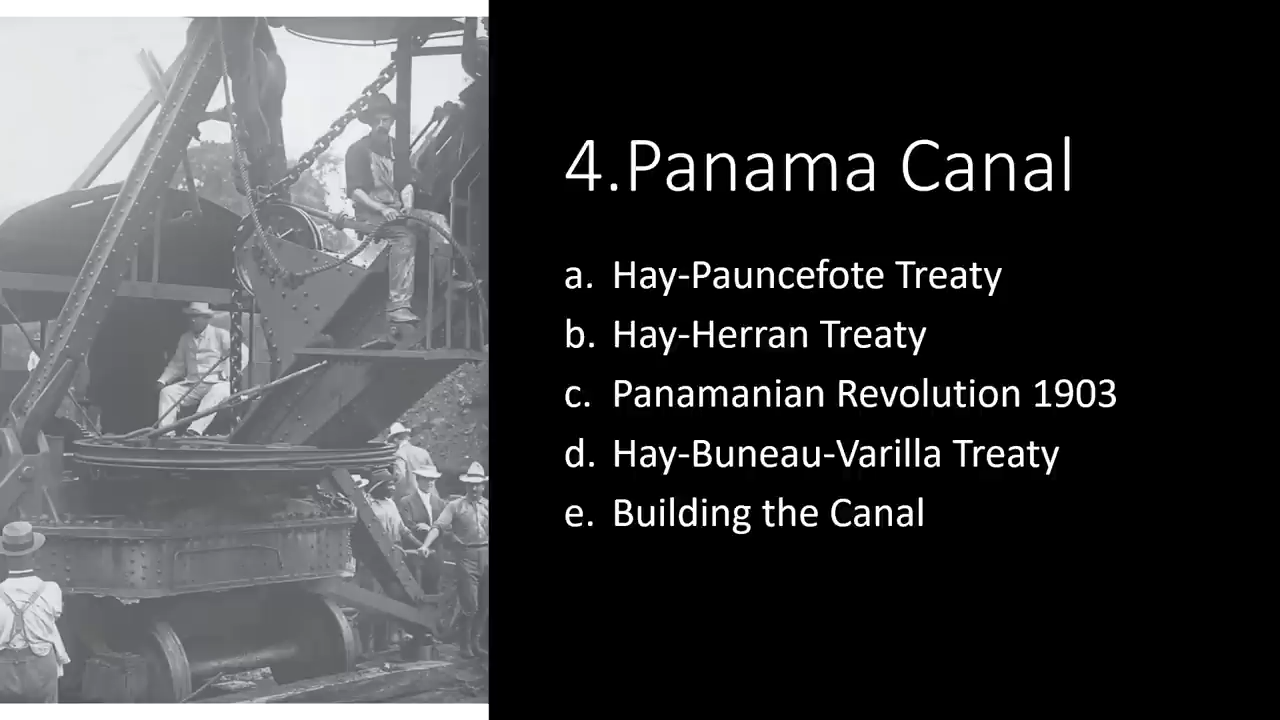 4.Panama Canal
a. Hay-Pauncefote Treaty
b. Hay-Herran Treaty
c. Panamanian Revolution 1903
d. Hay-Buneau-Varilla Treaty
e. Building the Canal